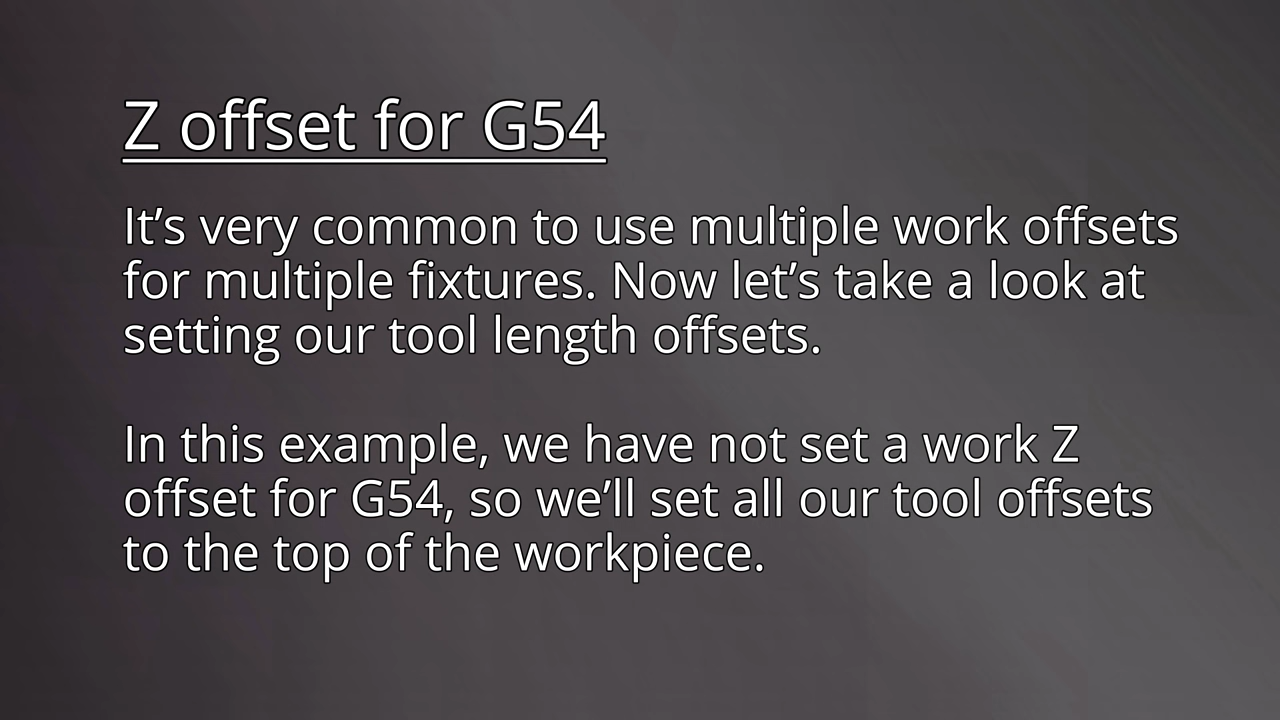 Z offset for G54
It’s very common to use multiple work offsets
for multiple fixtures. Now let’s take a look at
setting our tool length offsets.
In this example, we have not set a work Z
offset for G54, so we’ll set all our tool offsets
to the top of the workpiece.